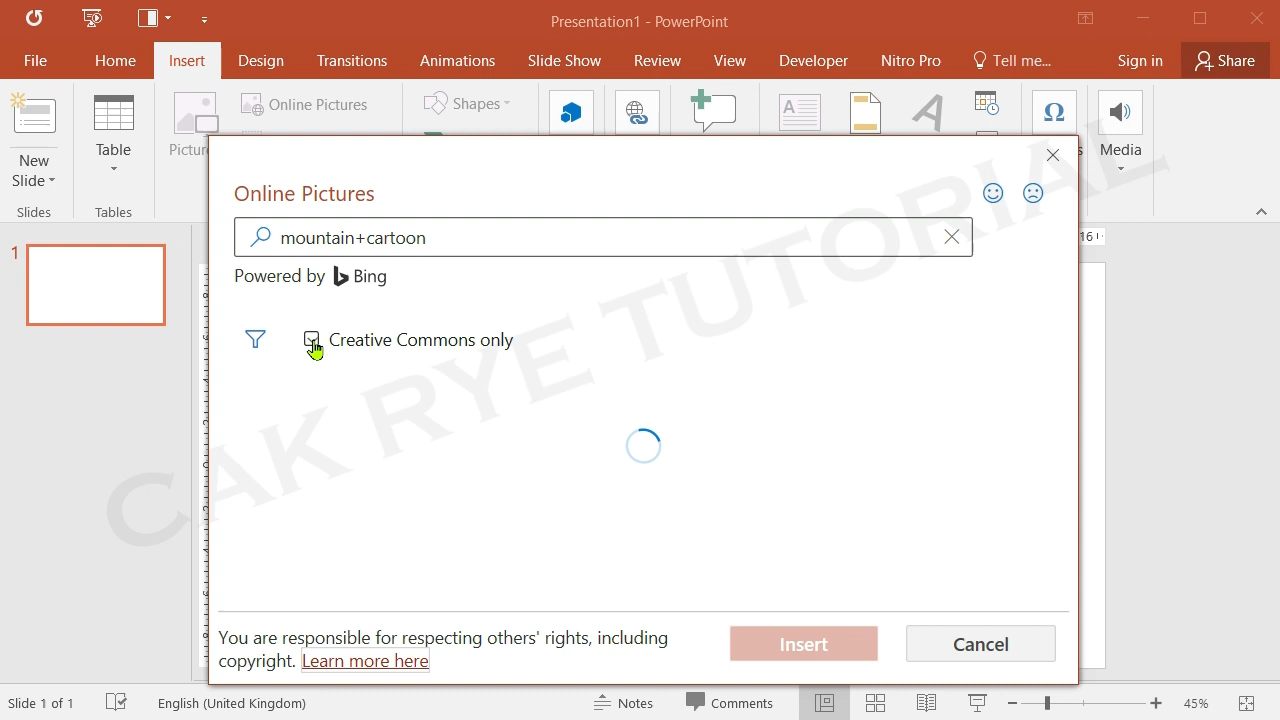 Presentation1 - PowerPoint
File Home Insert Design Transitions Animations Slide Show Review View Developer Nitro Pro Tell me... Sign in Share
Online Pictures Shapes
New Slide Table Media
Slides Tables
Online Pictures
mountain+cartoon
Powered by Bing
16
1
Creative Commons only
CAK RYE TUTORIAL
You are responsible for respecting others' rights, including
copyright. Learn more here
Insert Cancel
Slide 1 of 1 English (United Kingdom) Notes Comments 45%